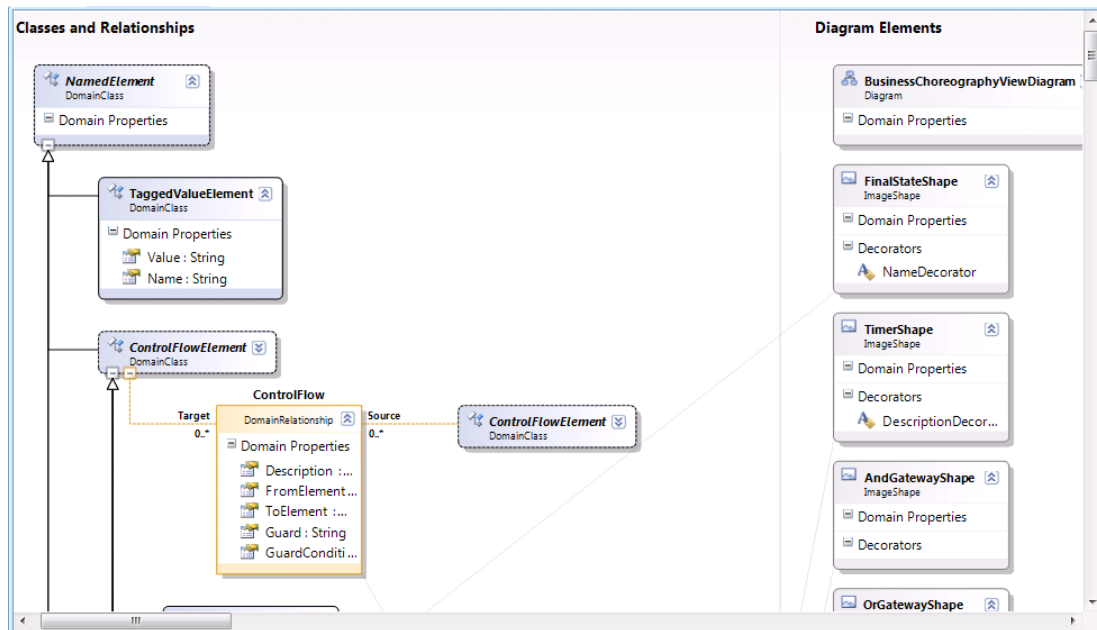 Classes and Relationships
NamedElement
DomainClass
Domain Properties
TaggedValueElement
DomainClass
Domain Properties
Value : String
Name : String
ControlFlowElement
DomainClass
ControlFlow
Target
0..*
DomainRelationship
Source
0..*
Domain Properties
Description :...
FromElement...
ToElement :...
Guard : String
GuardConditi...
ControlFlowElement
DomainClass
Diagram Elements
BusinessChoreographyViewDiagram
Diagram
Domain Properties
FinalStateShape
ImageShape
Domain Properties
Decorators
NameDecorator
TimerShape
ImageShape
Domain Properties
Decorators
DescriptionDecor...
AndGatewayShape
ImageShape
Domain Properties
Decorators
OrGatewayShape